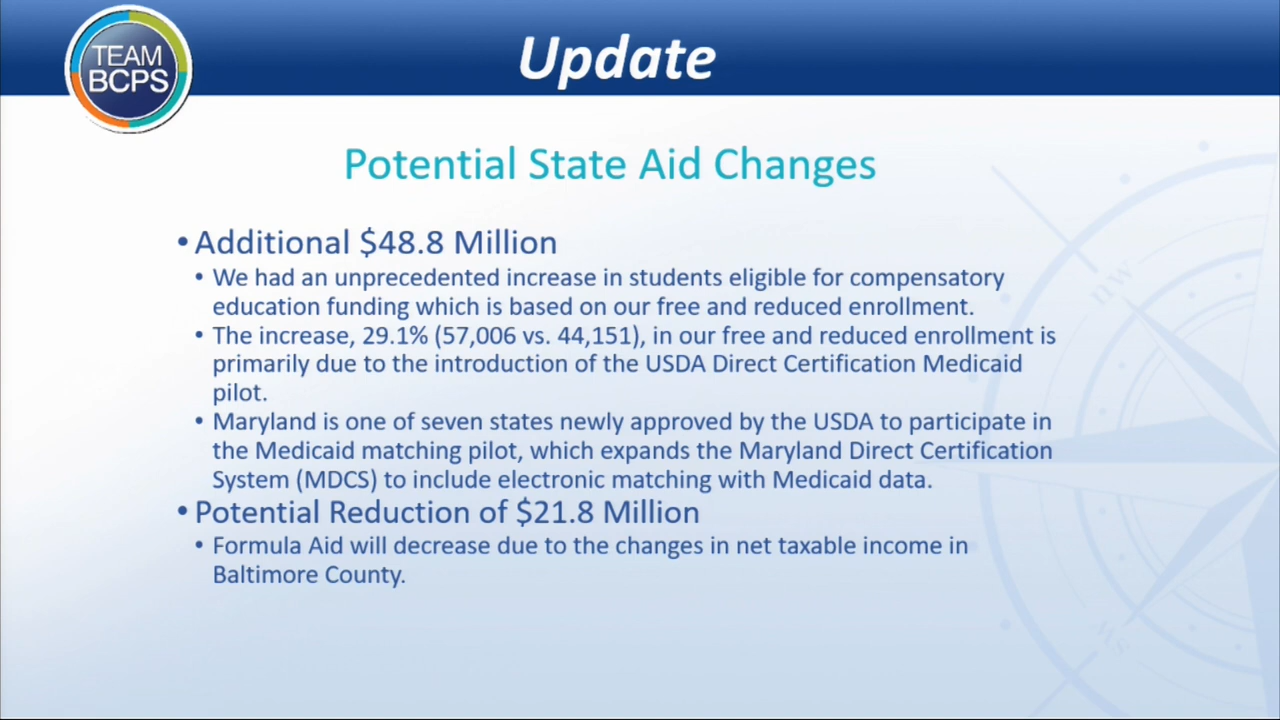 TEAM
BCPS
Update
Potential State Aid Changes
• Additional $48.8 Million
• We had an unprecedented increase in students eligible for compensatory
education funding which is based on our free and reduced enrollment.
• The increase, 29.1% (57,006 vs. 44,151), in our free and reduced enrollment is
primarily due to the introduction of the USDA Direct Certification Medicaid
pilot.
• Maryland is one of seven states newly approved by the USDA to participate in
the Medicaid matching pilot, which expands the Maryland Direct Certification
System (MDCS) to include electronic matching with Medicaid data.
• Potential Reduction of $21.8 Million
• Formula Aid will decrease due to the changes in net taxable income in
Baltimore County.
NW